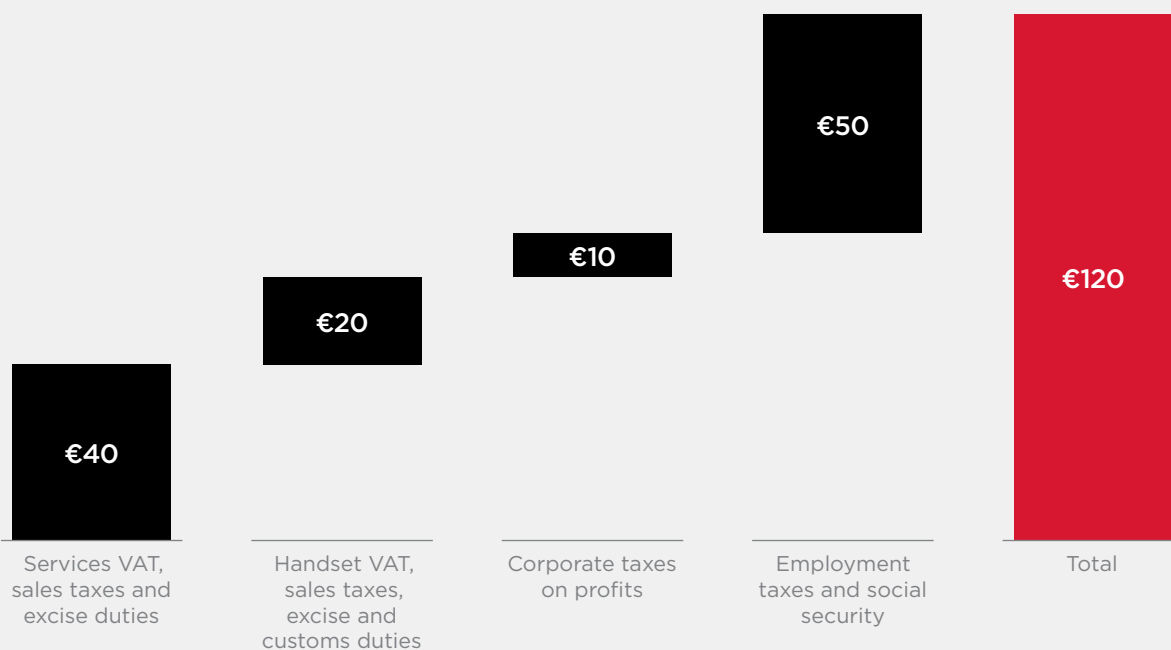 €50
€10
€120
€20
€40
Services VAT,
sales taxes and
excise duties
Handset VAT,
sales taxes,
excise and
customs duties
Corporate taxes
on profits
Employment
taxes and social
security
Total